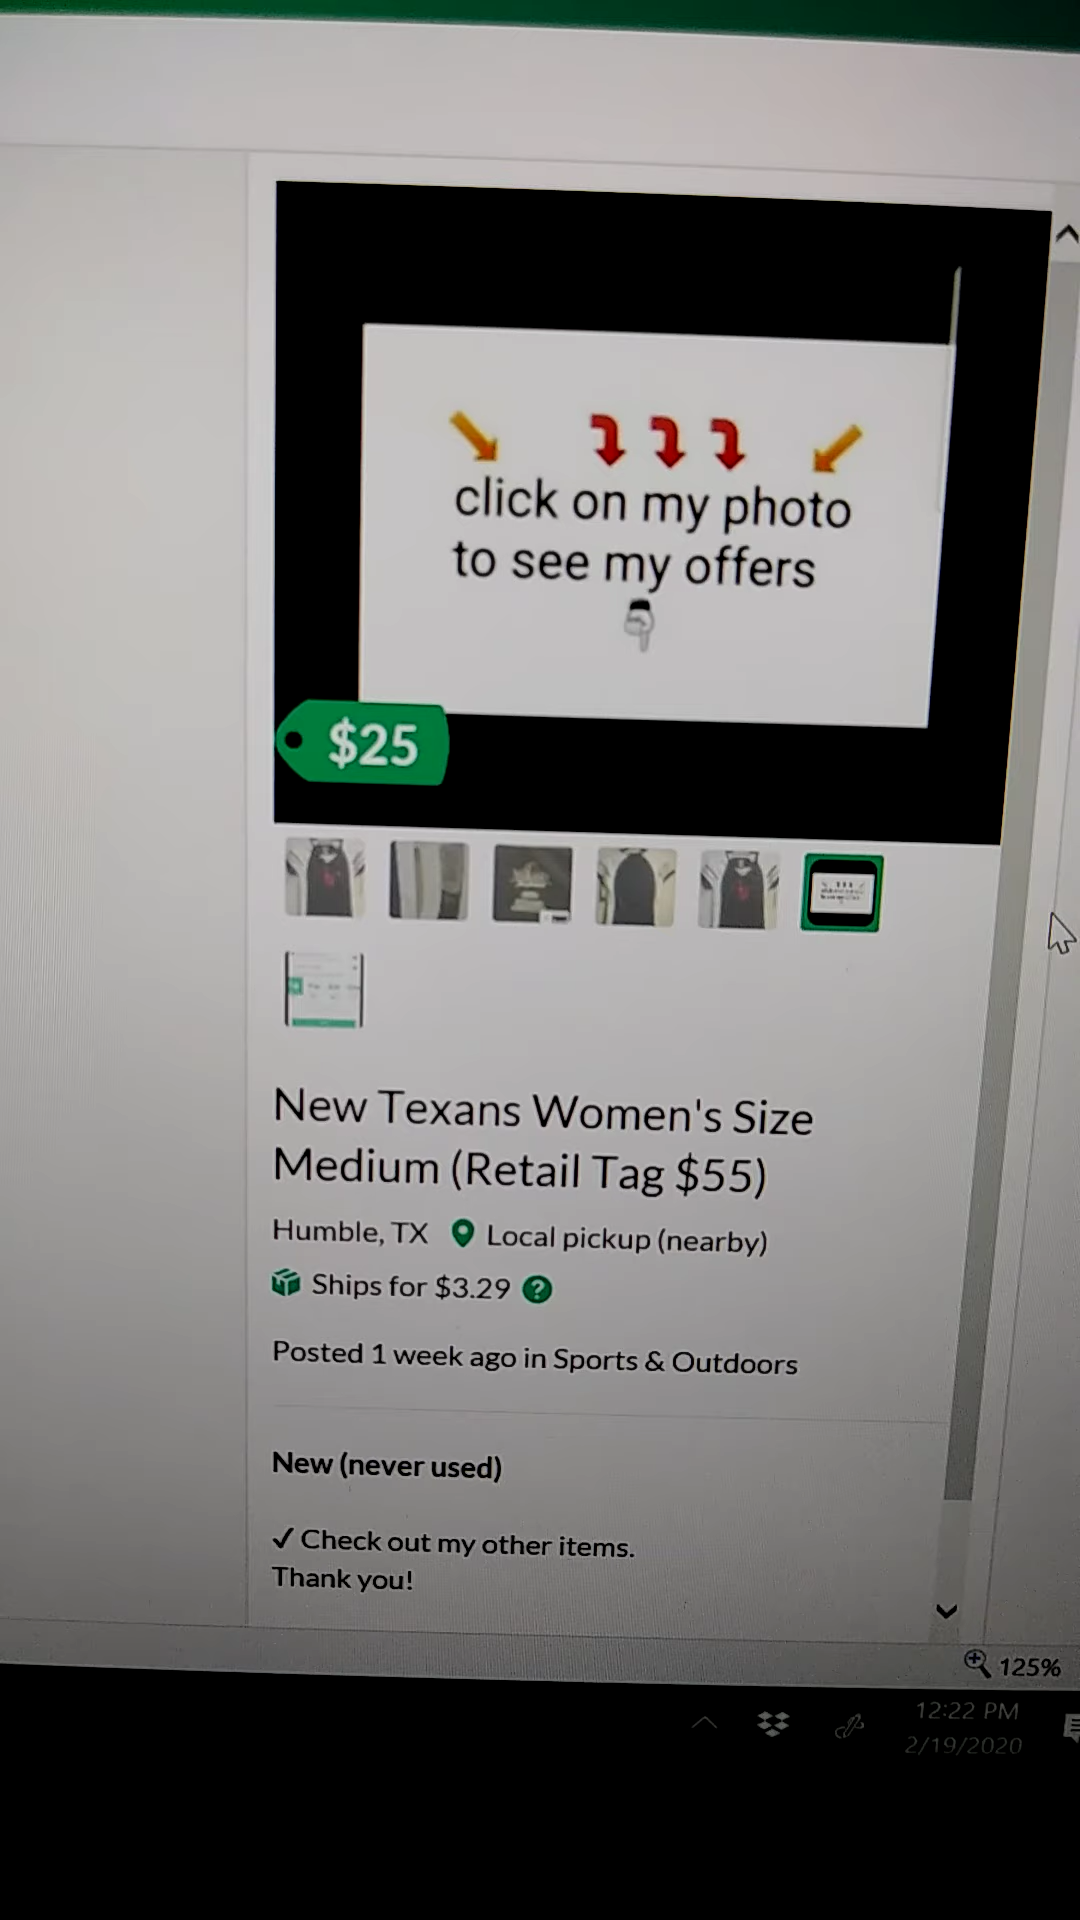 click on my photo
to see my offers
$25
New Texans Women's Size
Medium (Retail Tag $55)
Humble, TX Local pickup (nearby)
Ships for $3.29 ?
Posted 1 week ago in Sports & Outdoors
New (never used)
✓ Check out my other items.
Thank you!
125%
12:22 PM
2/19/2020